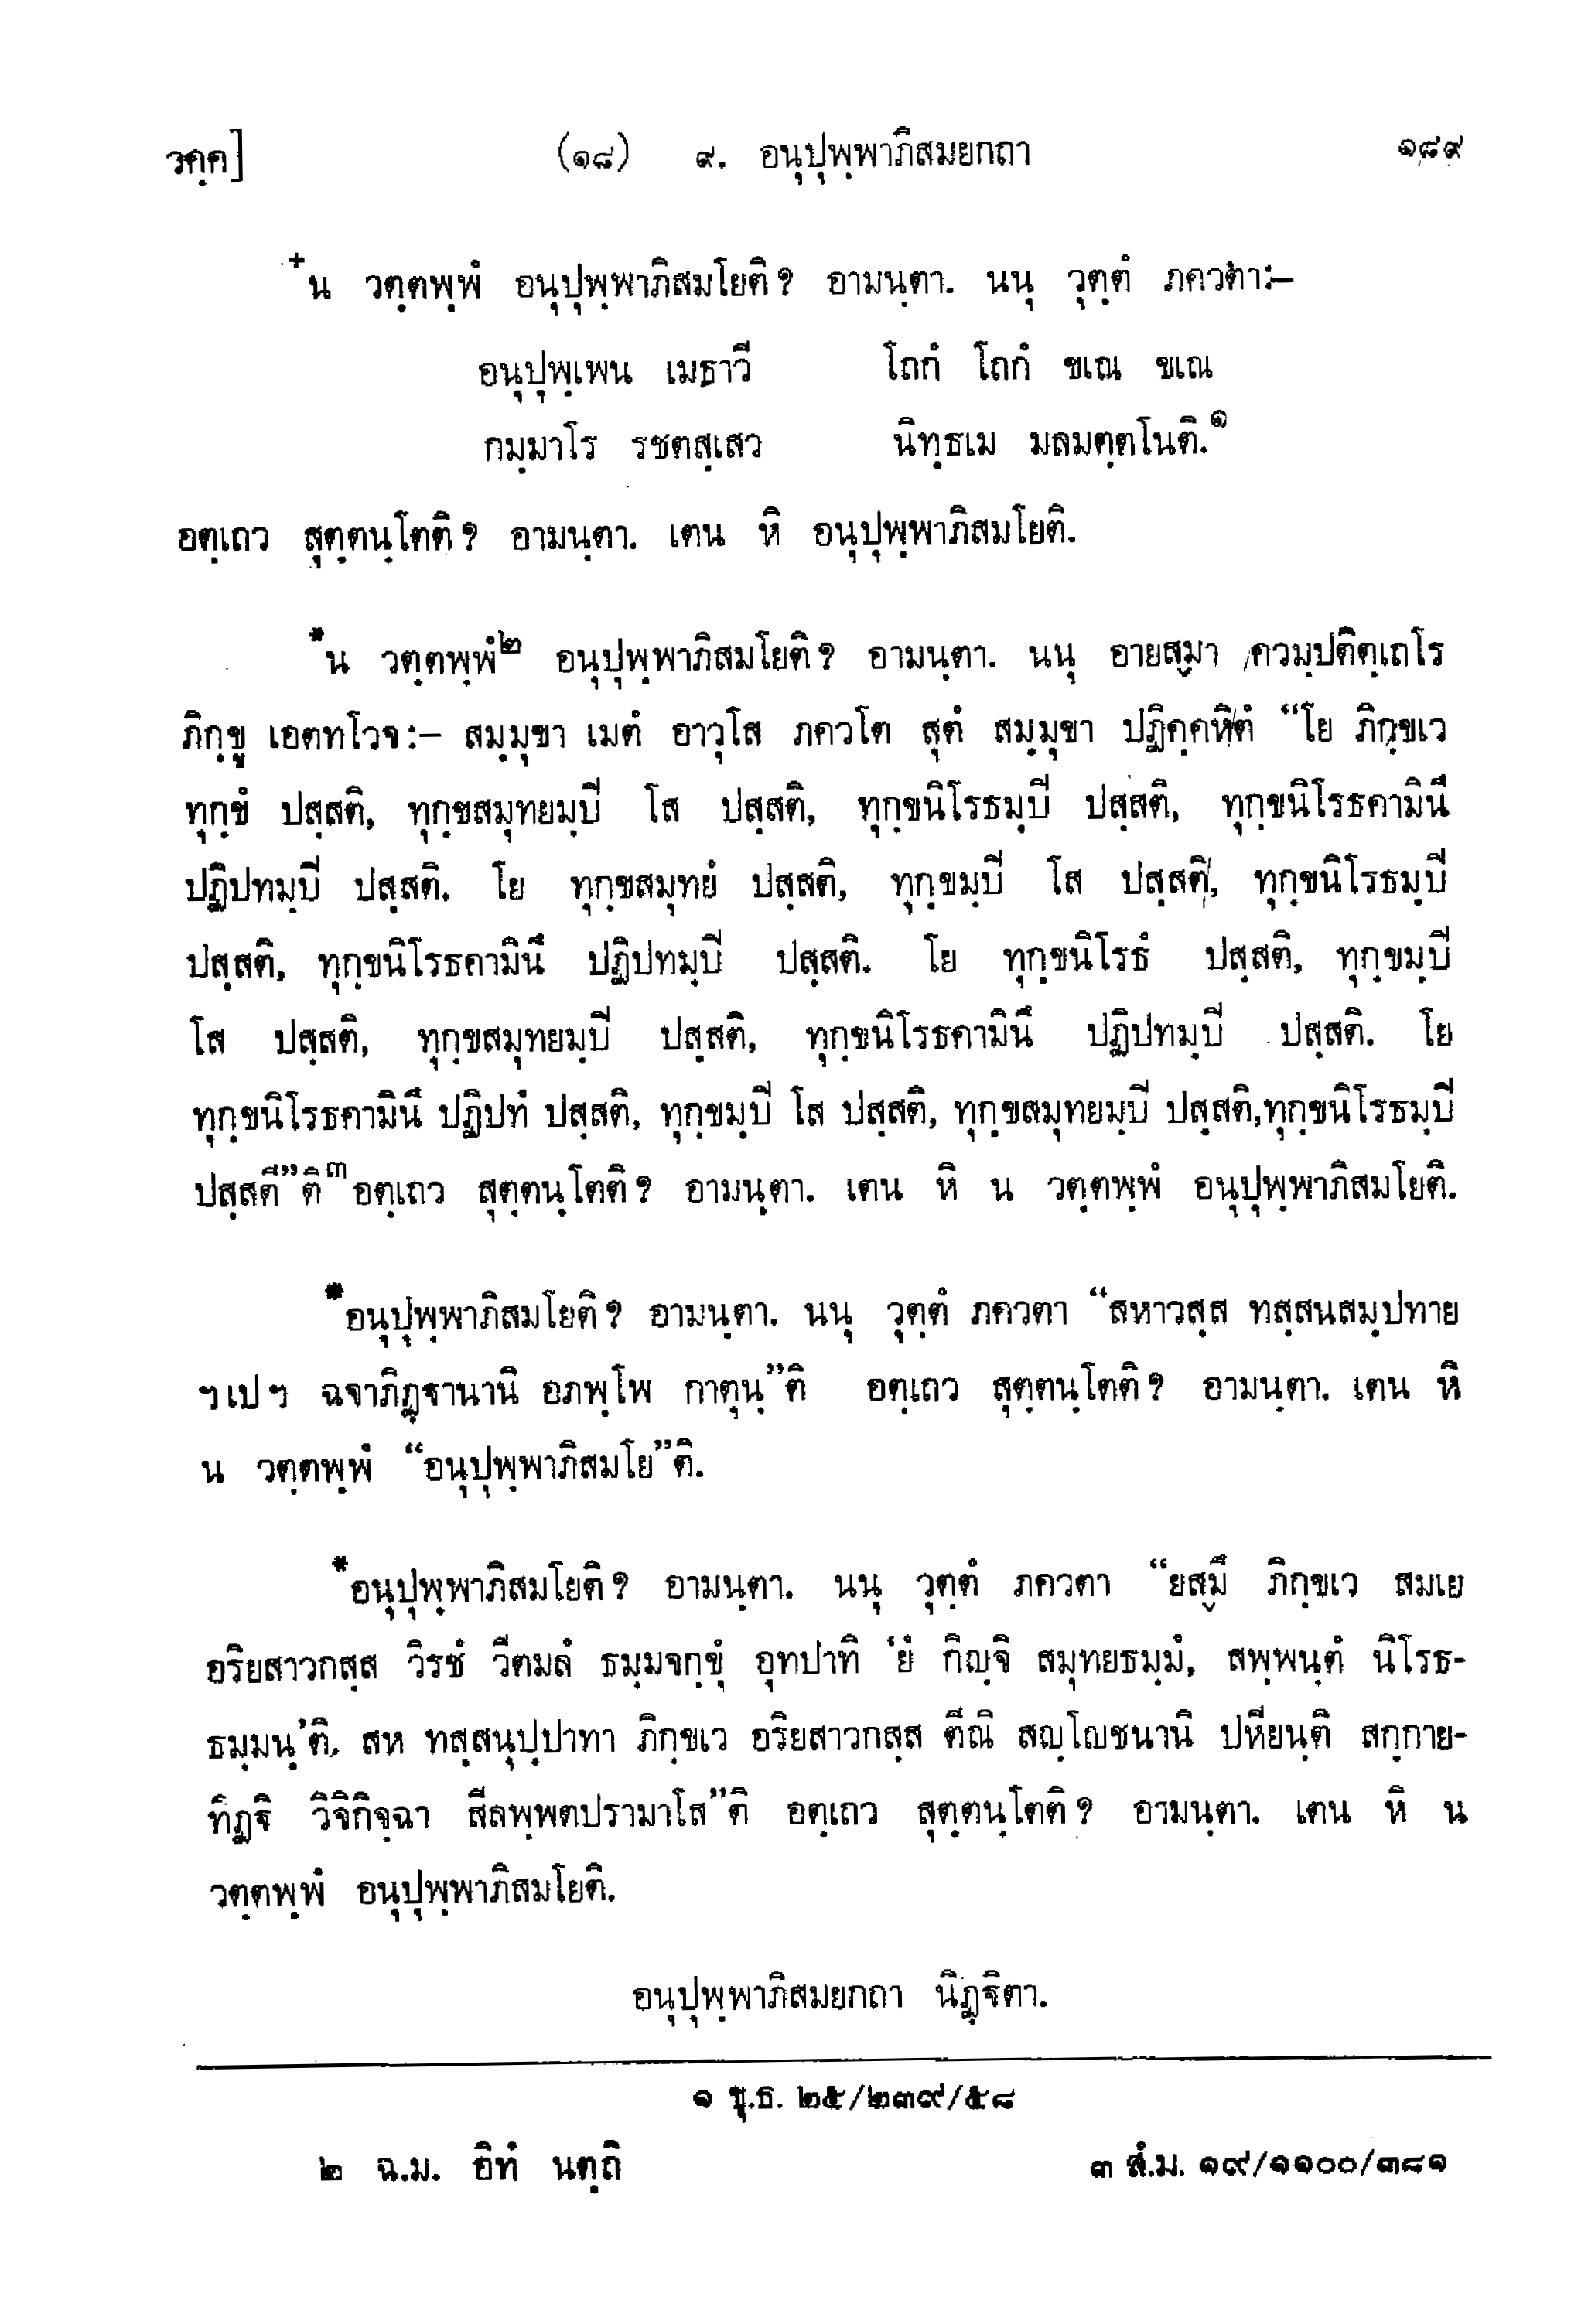 วคฺค]	(๑๘)	๙. อนุปุพฺพาภิสมยกถา	๑๘๙
+น วตฺตพฺพํ อนุปุพฺพาภิสมโยติ? อามนฺตา. นนุ วุตฺตํ ภควตา:–
อนุปุพฺเพน เมธาวี	โถกํ โถกํ ขเณ ขเณ
กมฺมาโร รชตสฺเสว	นิทฺธเม มลมตฺตโนติ.๑
อตฺเถว สุตฺตนฺโตติ? อามนฺตา. เตน หิ อนุปุพฺพาภิสมโยติ.
*น วตฺตพฺพํ๒ อนุปุพฺพาภิสมโยติ? อามนฺตา. นนุ อายสฺมา ควมฺปติตฺเถโร
ภิกฺขู เอตทโวจ:– สมฺมุขา เมตํ อาวุโส ภควโต สุตํ สมฺมุขา ปฏิคฺคหิตํ “โย ภิกฺขเว
ทุกฺขํ ปสฺสติ, ทุกฺขสมุทยมฺปิ โส ปสฺสติ, ทุกฺขนิโรธมฺปิ ปสฺสติ, ทุกฺขนิโรธคามินึ
ปฏิปทมฺปิ ปสฺสติ. โย ทุกฺขสมุทยํ ปสฺสติ, ทุกฺขมฺปิ โส ปสฺสติ, ทุกฺขนิโรธมฺปิ
ปสฺสติ, ทุกฺขนิโรธคามินึ ปฏิปทมฺปิ ปสฺสติ. โย ทุกฺขนิโรธํ ปสฺสติ, ทุกฺขมฺปิ
โส ปสฺสติ, ทุกฺขสมุทยมฺปิ ปสฺสติ, ทุกฺขนิโรธคามินึ ปฏิปทมฺปิ ปสฺสติ. โย
ทุกฺขนิโรธคามินึ ปฏิปทํ ปสฺสติ, ทุกฺขมฺปิ โส ปสฺสติ, ทุกฺขสมุทยมฺปิ ปสฺสติ,ทุกฺขนิโรธมฺปิ
ปสฺสตี”ติ๓ อตฺเถว สุตฺตนฺโตติ? อามนฺตา. เตน หิ น วตฺตพฺพํ อนุปุพฺพาภิสมโยติ.
*อนุปุพฺพาภิสมโยติ? อามนฺตา. นนุ วุตฺตํ ภควตา “สหาวสฺส ทสฺสนสมฺปทาย
ฯเปฯ ฉจาภิฏฺฐานานิ อภพฺโพ กาตุนฺ”ติ อตฺเถว สุตฺตนฺโตติ? อามนฺตา. เตน หิ
น วตฺตพฺพํ “อนุปุพฺพาภิสมโย”ติ.
*อนุปุพฺพาภิสมโยติ? อามนฺตา. นนุ วุตฺตํ ภควตา “ยสฺมึ ภิกฺขเว สมเย
อริยสาวกสฺส วิรชํ วีตมลํ ธมฺมจกฺขุํ อุทปาทิ ‘ยํ กิญฺจิ สมุทยธมฺมํ, สพฺพนฺตํ นิโรธ-
ธมฺมนฺ’ติ. สห ทสฺสนุปฺปาทา ภิกฺขเว อริยสาวกสฺส ตีณิ สญฺโญชนานิ ปหียนฺติ สกฺกาย-
ทิฏฺฐิ วิจิกิจฺฉา สีลพฺพตปรามาโส”ติ อตฺเถว สุตฺตนฺโตติ? อามนฺตา. เตน หิ น
วตฺตพฺพํ อนุปุพฺพาภิสมโยติ.
อนุปุพฺพาภิสมยกถา นิฏฺฐิตา.
๑ ขุ.ธ. ๒๕/๒๓๙/๕๘
๒ ฉ.ม. อิทํ นตฺถิ	๓ สํ.ม. ๑๙/๑๑๐๐/๓๘๑